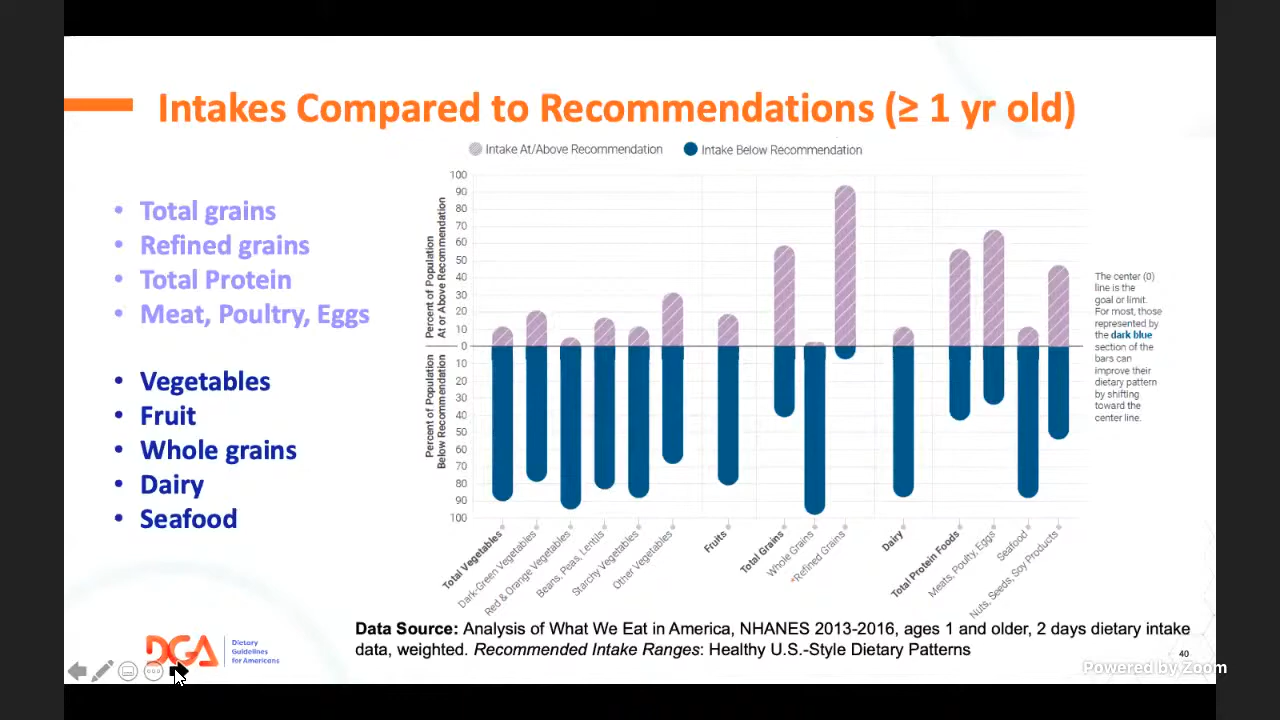 Intakes Compared to Recommendations (≥ 1 yr old)
Intake At/Above Recommendation
Intake Below Recommendation
• Total grains
• Refined grains
• Total Protein
• Meat, Poultry, Eggs
• Vegetables
• Fruit
• Whole grains
• Dairy
• Seafood
Percent of Population
At or Above Recommendation
Percent of Population
Below Recommendation
100
90
80
70
60
50
40
30
20
10
0
10
20
30
40
50
60
70
80
90
100
Total Vegetables
Dark-Green Vegetables
Red & Orange Vegetables
Beans, Peas, Lentils
Starchy Vegetables
Other Vegetables
Fruits
Total Grains
Whole Grains
*Refined Grains
Dairy
Total Protein Foods
Meats, Poultry, Eggs
Seafood
Nuts, Seeds, Soy Products
The center (0)
line is the
goal or limit.
For most, those
represented by
the dark blue
section of the
bars can
improve their
dietary pattern
by shifting
toward the
center line.
Data Source: Analysis of What We Eat in America, NHANES 2013-2016, ages 1 and older, 2 days dietary intake
data, weighted. Recommended Intake Ranges: Healthy U.S.-Style Dietary Patterns
DGA
Dietary
Guidelines
for Americans
40
Powered by Zoom